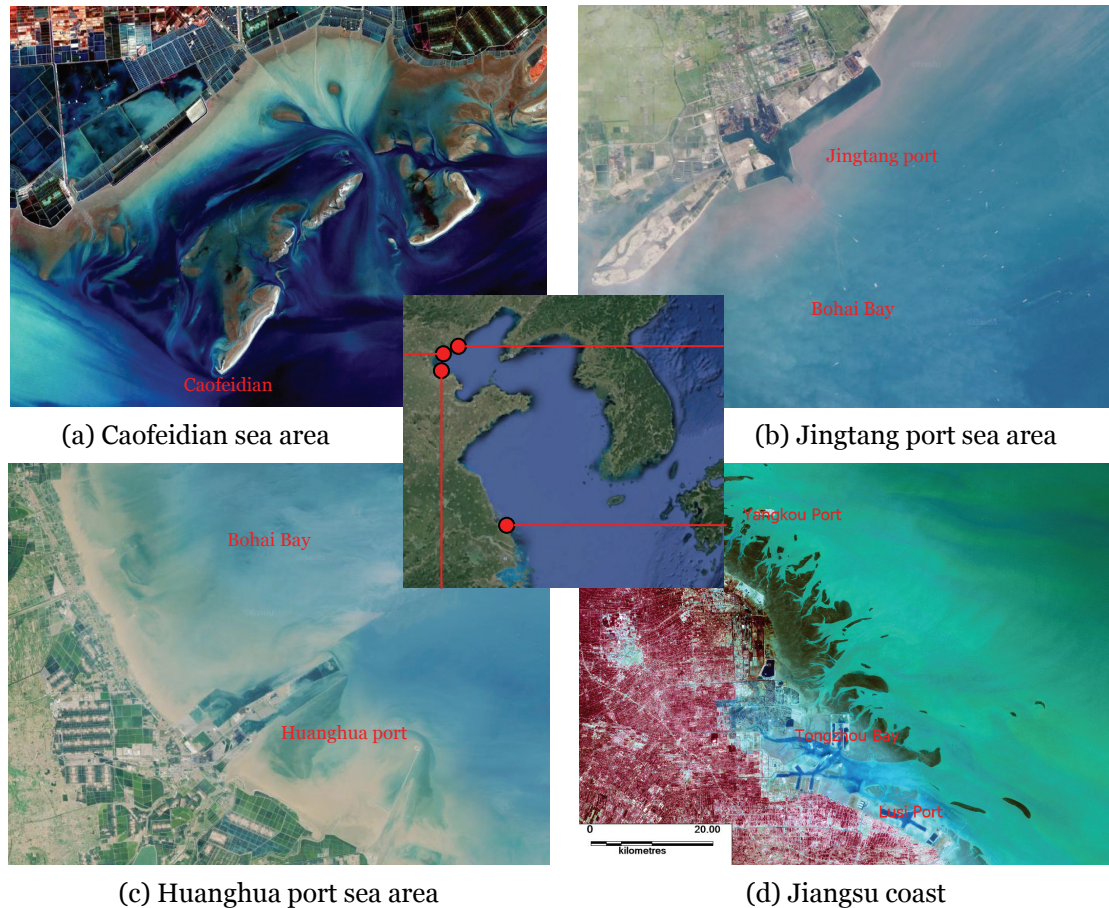 Caofeidian
(a) Caofeidian sea area
Jingtang port
Bohai Bay
(b) Jingtang port sea area
Bohai Bay
Huanghua port
(c) Huanghua port sea area
Yangkou Port
Tongzhou Bay
Lusi Port
0 20.00
kilometres
(d) Jiangsu coast